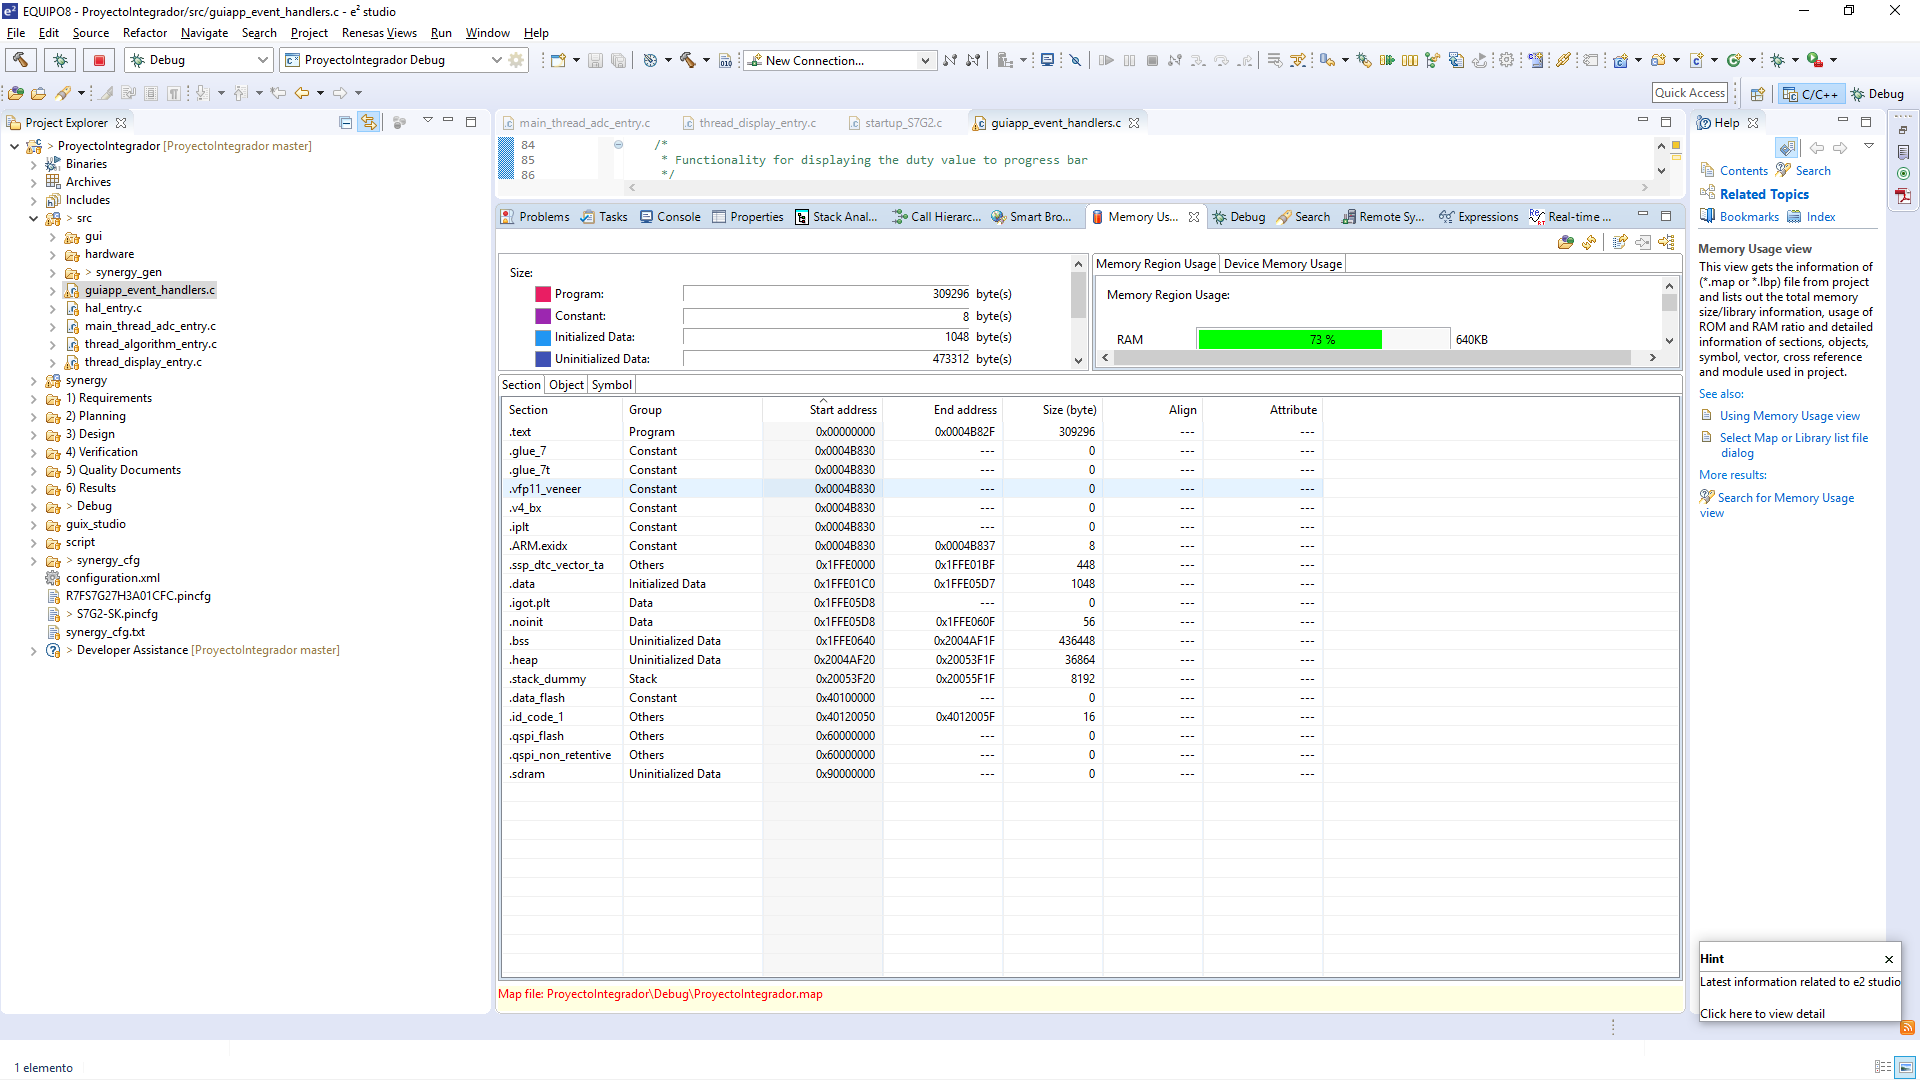 EQUIPO8 - ProyectoIntegrador/src/guiapp_event_handlers.c - e² studio
File Edit Source Refactor Navigate Search Project Renesas Views Run Window Help
Debug ProyectoIntegrador Debug New Connection...
Quick Access C/C++ Debug
Project Explorer
> ProyectoIntegrador [ProyectoIntegrador master]
Binaries
Archives
Includes
> src
gui
hardware
> synergy_gen
guiapp_event_handlers.c
hal_entry.c
main_thread_adc_entry.c
thread_algorithm_entry.c
thread_display_entry.c
synergy
1) Requirements
2) Planning
3) Design
4) Verification
5) Quality Documents
6) Results
> Debug
guix_studio
script
> synergy_cfg
configuration.xml
R7FS7G27H3A01CFC.pincfg
> S7G2-SK.pincfg
synergy_cfg.txt
> Developer Assistance [ProyectoIntegrador master]
main_thread_adc_entry.c thread_display_entry.c startup_S7G2.c guiapp_event_handlers.c
84 /*
85 * Functionality for displaying the duty value to progress bar
86 */
Problems Tasks Console Properties Stack Anal... Call Hierarc... Smart Bro... Memory Us... Debug Search Remote Sy... Expressions Real-time ...
Size:
Program: 309296 byte(s)
Constant: 8 byte(s)
Initialized Data: 1048 byte(s)
Uninitialized Data: 473312 byte(s)
Memory Region Usage Device Memory Usage
Memory Region Usage:
RAM 73 % 640KB
Section Object Symbol
Section Group Start address End address Size (byte) Align Attribute
.text Program 0x00000000 0x0004B82F 309296 --- ---
.glue_7 Constant 0x0004B830 --- 0 --- ---
.glue_7t Constant 0x0004B830 --- 0 --- ---
.vfp11_veneer Constant 0x0004B830 --- 0 --- ---
.v4_bx Constant 0x0004B830 --- 0 --- ---
.iplt Constant 0x0004B830 --- 0 --- ---
.ARM.exidx Constant 0x0004B830 0x0004B837 8 --- ---
.ssp_dtc_vector_ta Others 0x1FFE0000 0x1FFE01BF 448 --- ---
.data Initialized Data 0x1FFE01C0 0x1FFE05D7 1048 --- ---
.igot.plt Data 0x1FFE05D8 --- 0 --- ---
.noinit Data 0x1FFE05D8 0x1FFE060F 56 --- ---
.bss Uninitialized Data 0x1FFE0640 0x2004AF1F 436448 --- ---
.heap Uninitialized Data 0x2004AF20 0x20053F1F 36864 --- ---
.stack_dummy Stack 0x20053F20 0x20055F1F 8192 --- ---
.data_flash Constant 0x40100000 --- 0 --- ---
.id_code_1 Others 0x40120050 0x4012005F 16 --- ---
.qspi_flash Others 0x60000000 --- 0 --- ---
.qspi_non_retentive Others 0x60000000 --- 0 --- ---
.sdram Uninitialized Data 0x90000000 --- 0 --- ---
Map file: ProyectoIntegrador\Debug\ProyectoIntegrador.map
Help
Contents Search
Related Topics
Bookmarks Index
Memory Usage view
This view gets the information of
(*.map or *.lbp) file from project
and lists out the total memory
size/library information, usage of
ROM and RAM ratio and detailed
information of sections, objects,
symbol, vector, cross reference
and module used in project.
See also:
Using Memory Usage view
Select Map or Library list file
dialog
More results:
Search for Memory Usage
view
Hint
Latest information related to e2 studio
Click here to view detail
1 elemento